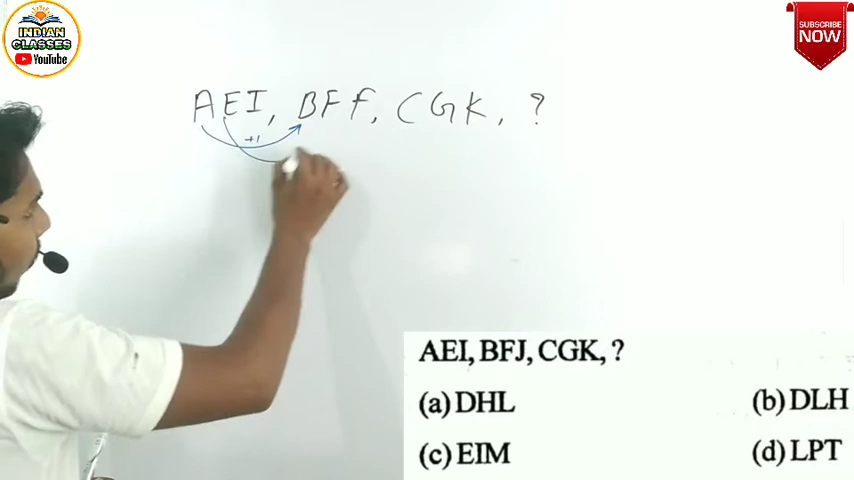 INDIAN
CLASSES
YouTube
SUBSCRIBE
NOW
AEI, BFf, CGK, ?
+1
AEI, BFJ, CGK, ?
(a) DHL (b) DLH
(c) EIM (d) LPT